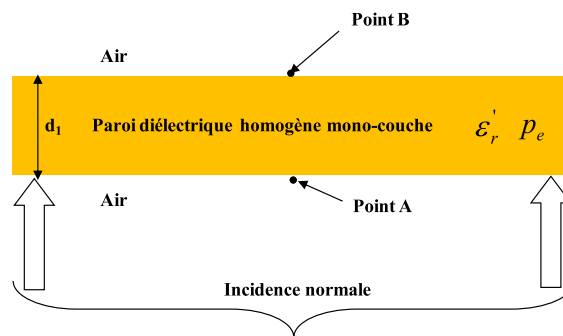 Point B
Air
d₁ Paroi diélectrique homogène mono-couche ε'ᵣ pₑ
Air
Point A
Incidence normale